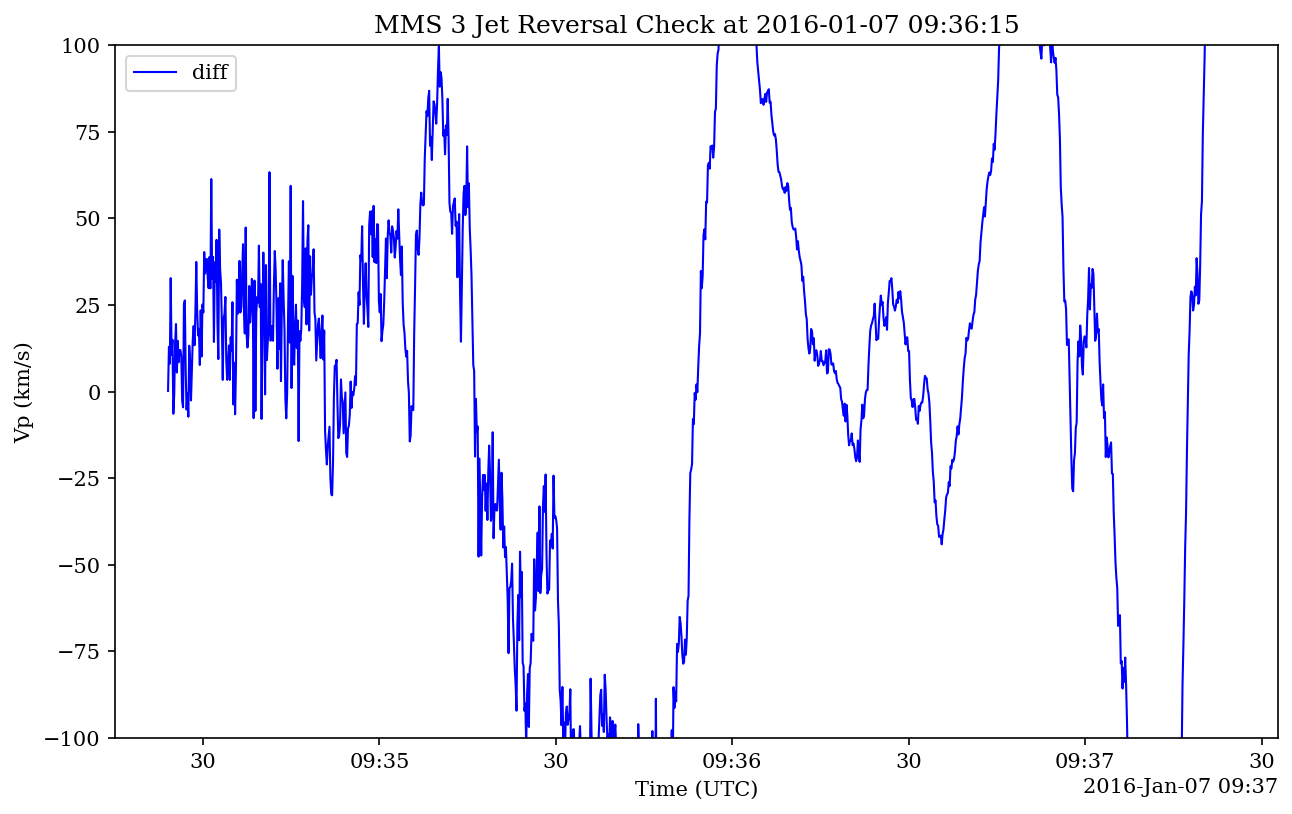 MMS 3 Jet Reversal Check at 2016-01-07 09:36:15
diff
100
75
50
25
0
−25
−50
−75
−100
Vp (km/s)
30 09:35 30 09:36 30 09:37 30
Time (UTC)
2016-Jan-07 09:37